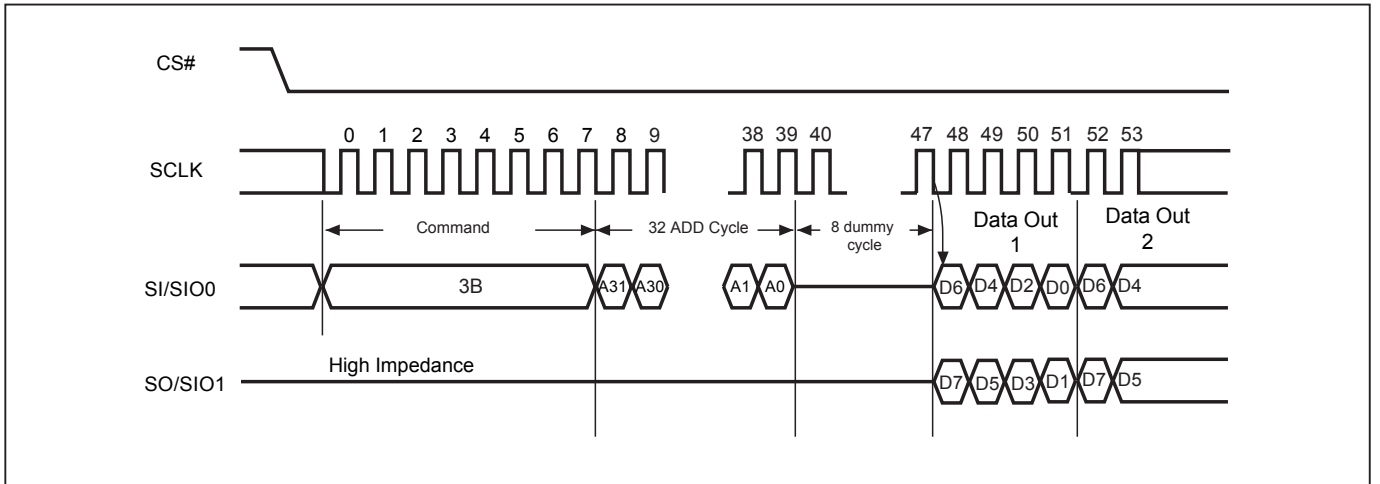 CS#
0 1 2 3 4 5 6 7 8 9 38 39 40 47 48 49 50 51 52 53
SCLK
Command 32 ADD Cycle 8 dummy cycle Data Out 1 Data Out 2
SI/SIO0 3B A31 A30 A1 A0 D6 D4 D2 D0 D6 D4
High Impedance
SO/SIO1 D7 D5 D3 D1 D7 D5